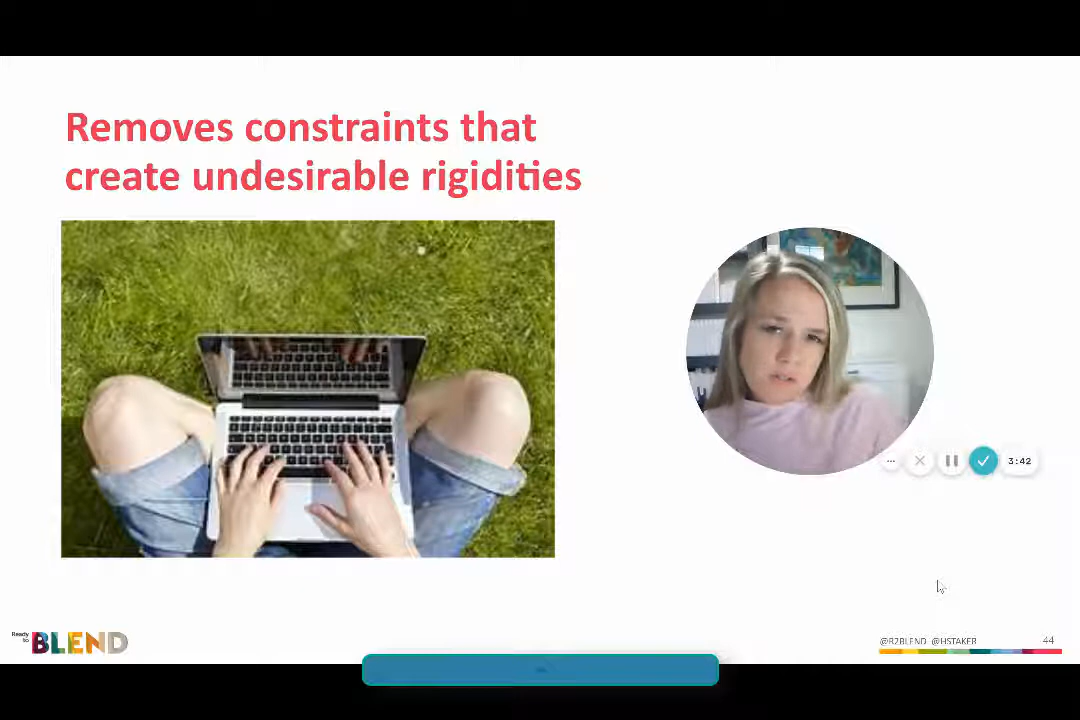 Removes constraints that
create undesirable rigidities
3:42
Ready
to
BLEND
@R2BLEND @HSTAKER
44